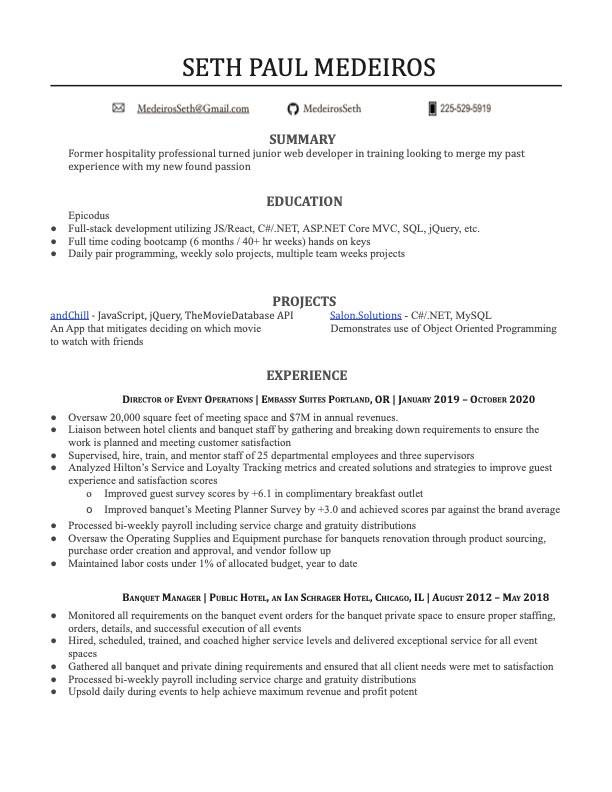 SETH PAUL MEDEIROS
MedeirosSeth@Gmail.com MedeirosSeth 225-529-5919
SUMMARY
Former hospitality professional turned junior web developer in training looking to merge my past
experience with my new found passion
EDUCATION
Epicodus
● Full-stack development utilizing JS/React, C#/.NET, ASP.NET Core MVC, SQL, jQuery, etc.
● Full time coding bootcamp (6 months / 40+ hr weeks) hands on keys
● Daily pair programming, weekly solo projects, multiple team weeks projects
PROJECTS
andChill - JavaScript, jQuery, TheMovieDatabase API
An App that mitigates deciding on which movie
to watch with friends
Salon.Solutions - C#/.NET, MySQL
Demonstrates use of Object Oriented Programming
EXPERIENCE
Director of Event Operations | Embassy Suites Portland, OR | January 2019 – October 2020
● Oversaw 20,000 square feet of meeting space and $7M in annual revenues.
● Liaison between hotel clients and banquet staff by gathering and breaking down requirements to ensure the
work is planned and meeting customer satisfaction
● Supervised, hire, train, and mentor staff of 25 departmental employees and three supervisors
● Analyzed Hilton's Service and Loyalty Tracking metrics and created solutions and strategies to improve guest
experience and satisfaction scores
o Improved guest survey scores by +6.1 in complimentary breakfast outlet
o Improved banquet's Meeting Planner Survey by +3.0 and achieved scores par against the brand average
● Processed bi-weekly payroll including service charge and gratuity distributions
● Oversaw the Operating Supplies and Equipment purchase for banquets renovation through product sourcing,
purchase order creation and approval, and vendor follow up
● Maintained labor costs under 1% of allocated budget, year to date
Banquet Manager | Public Hotel, an Ian Schrager Hotel, Chicago, IL | August 2012 – May 2018
● Monitored all requirements on the banquet event orders for the banquet private space to ensure proper staffing,
orders, details, and successful execution of all events
● Hired, scheduled, trained, and coached higher service levels and delivered exceptional service for all event
spaces
● Gathered all banquet and private dining requirements and ensured that all client needs were met to satisfaction
● Processed bi-weekly payroll including service charge and gratuity distributions
● Upsold daily during events to help achieve maximum revenue and profit potent